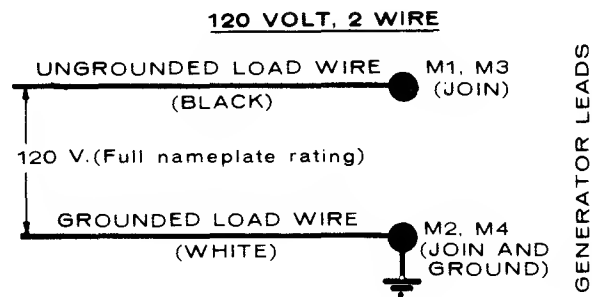 120 VOLT, 2 WIRE
UNGROUNDED LOAD WIRE
(BLACK)
M1, M3
(JOIN)
120 V.(Full nameplate rating)
GROUNDED LOAD WIRE
(WHITE)
M2, M4
(JOIN AND
GROUND)
GENERATOR LEADS